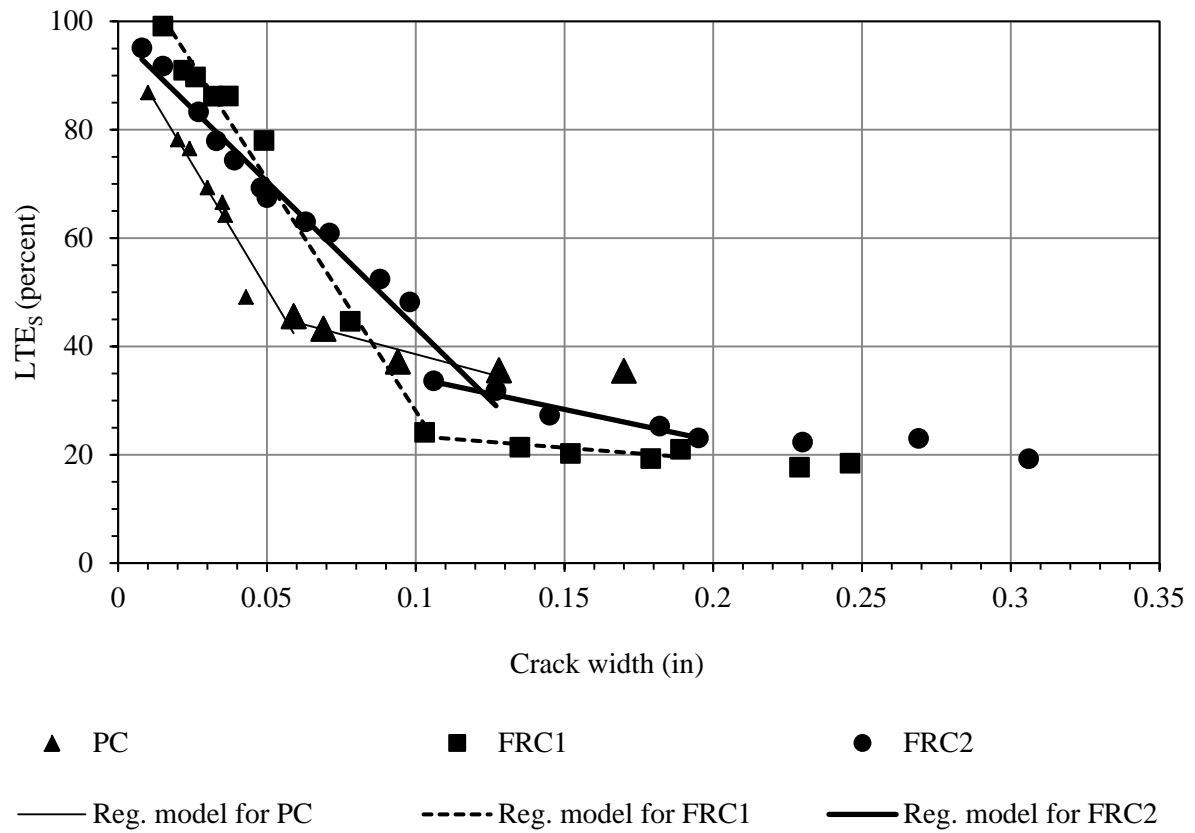 100
80
60
40
20
0
LTES (percent)
0 0.05 0.1 0.15 0.2 0.25 0.3 0.35
Crack width (in)
PC FRC1 FRC2
Reg. model for PC Reg. model for FRC1 Reg. model for FRC2